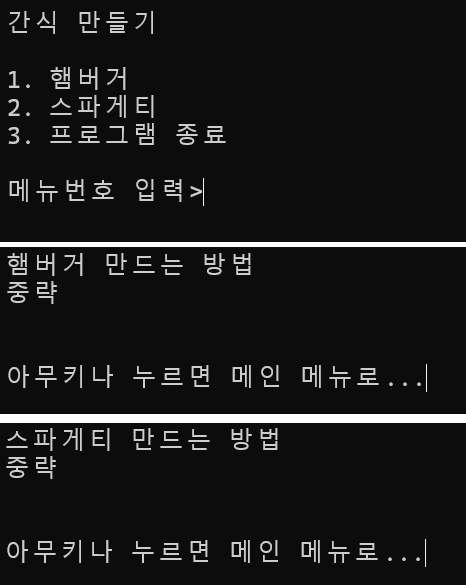 간식 만들기
1. 햄버거
2. 스파게티
3. 프로그램 종료
메뉴번호 입력>
햄버거 만드는 방법
중략
아무키나 누르면 메인 메뉴로...
스파게티 만드는 방법
중략
아무키나 누르면 메인 메뉴로...